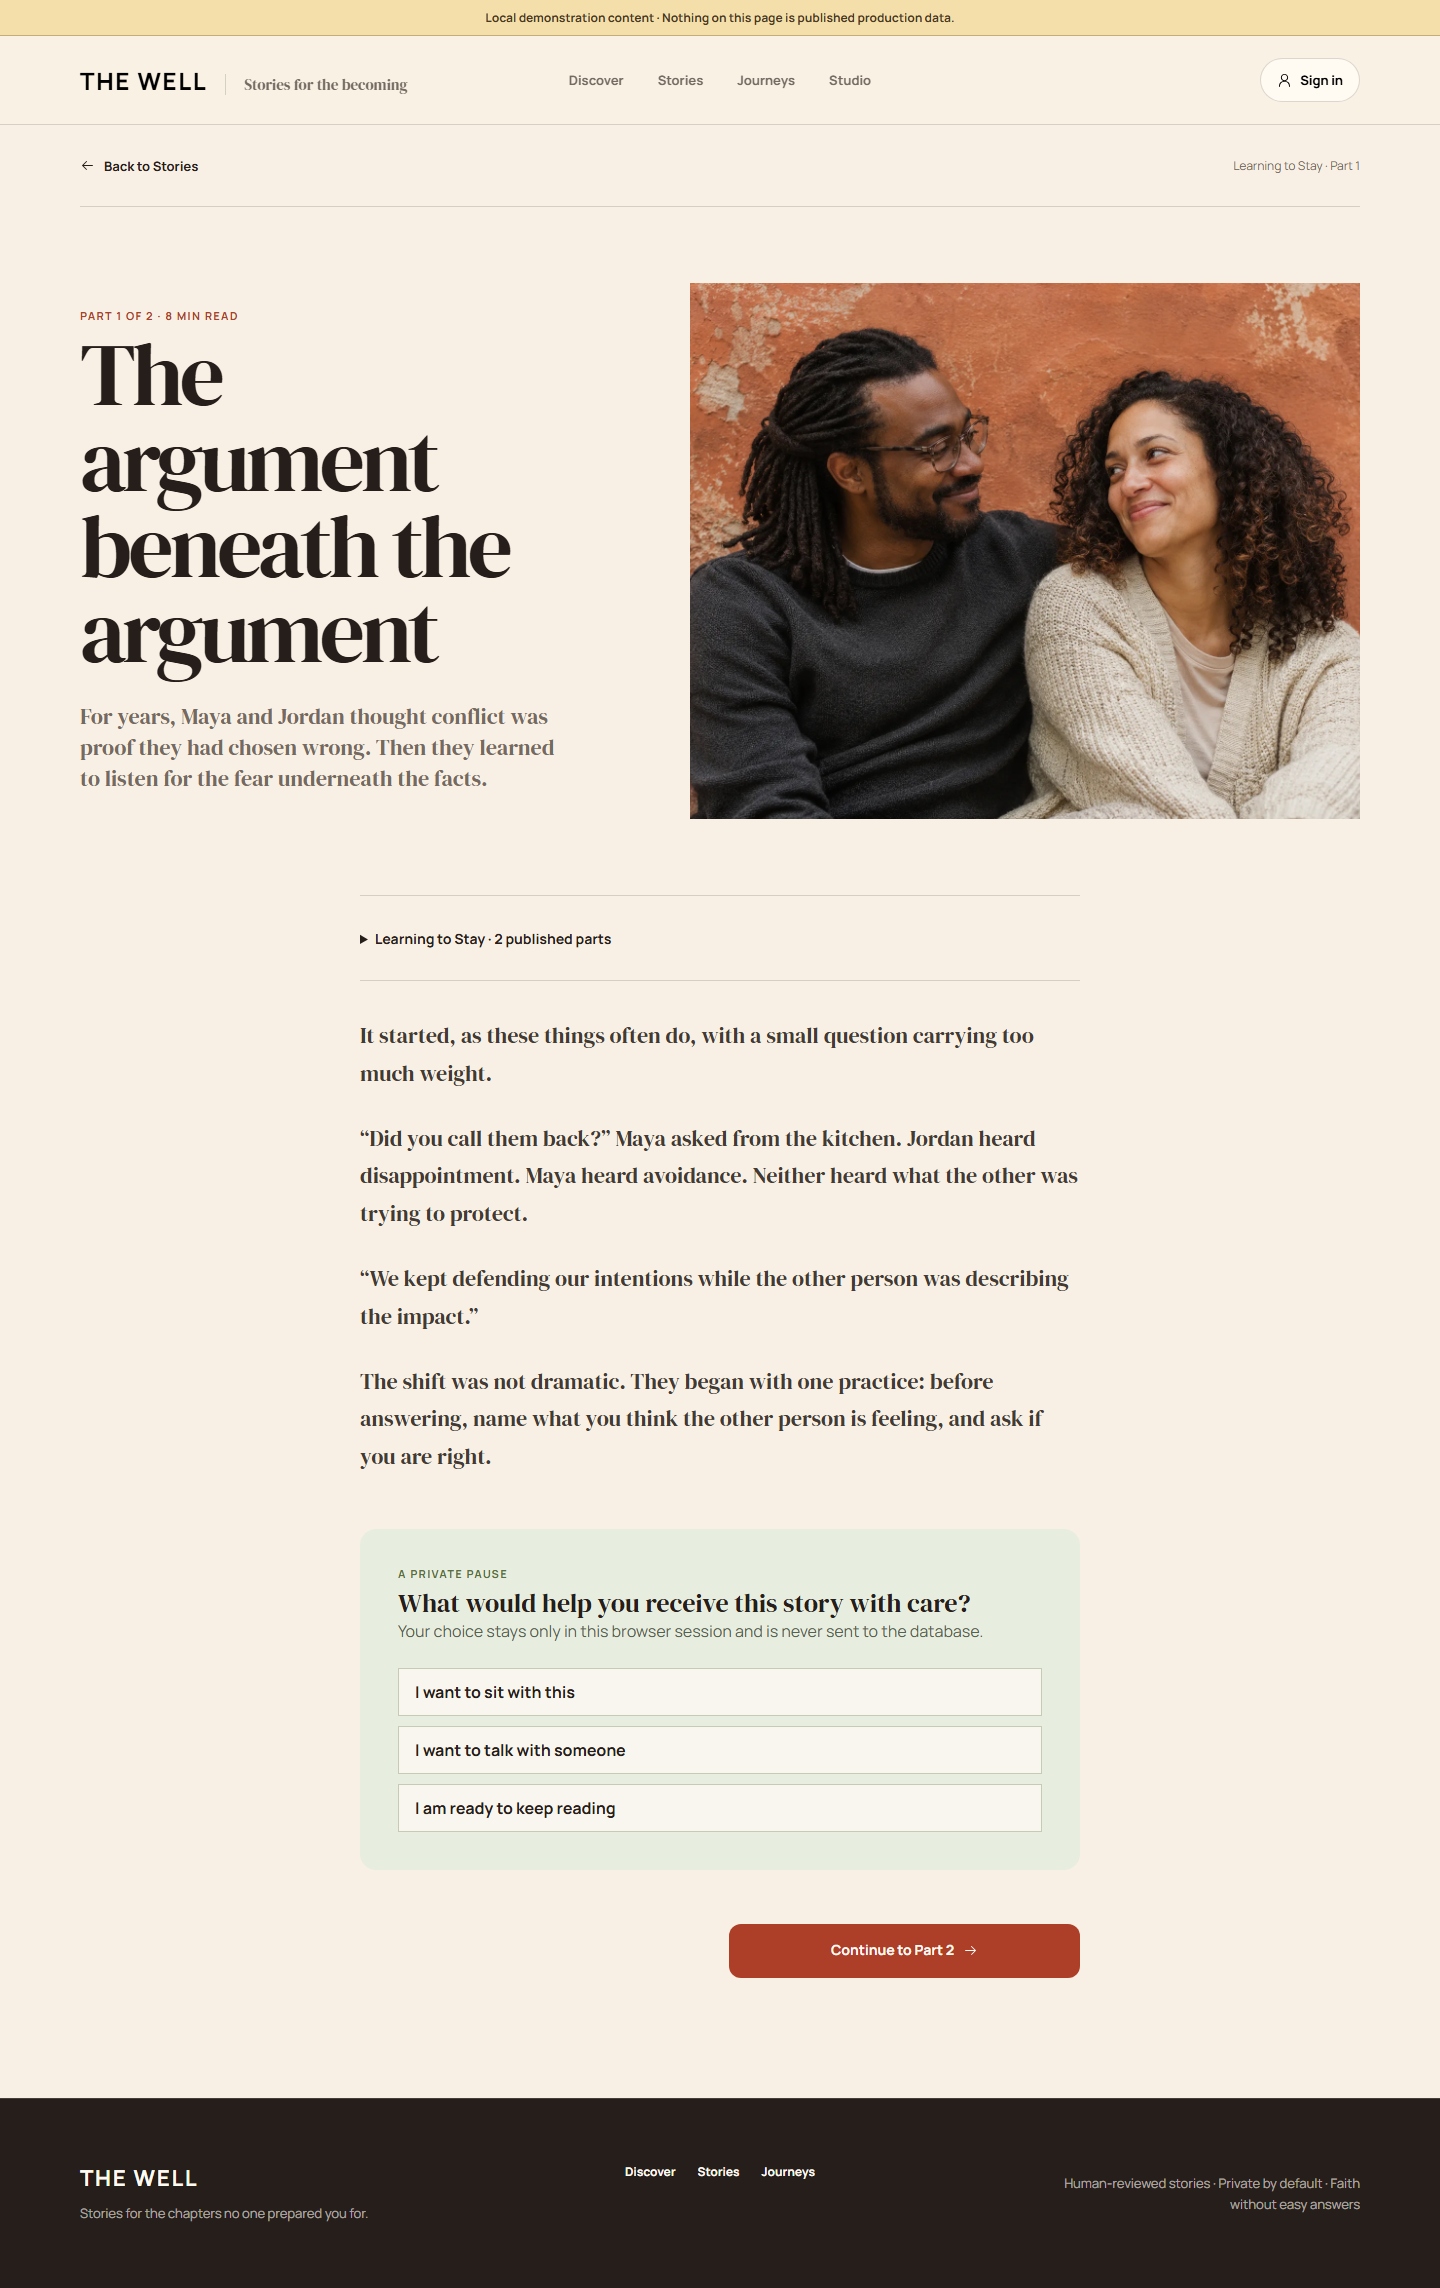 Local demonstration content · Nothing on this page is published production data.
THE WELL
Stories for the becoming
Discover
Stories
Journeys
Studio
Sign in
Back to Stories
Learning to Stay · Part 1
PART 1 OF 2 · 8 MIN READ
The
argument
beneath the
argument
For years, Maya and Jordan thought conflict was
proof they had chosen wrong. Then they learned
to listen for the fear underneath the facts.
Learning to Stay · 2 published parts
It started, as these things often do, with a small question carrying too
much weight.
“Did you call them back?” Maya asked from the kitchen. Jordan heard
disappointment. Maya heard avoidance. Neither heard what the other was
trying to protect.
“We kept defending our intentions while the other person was describing
the impact.”
The shift was not dramatic. They began with one practice: before
answering, name what you think the other person is feeling, and ask if
you are right.
A PRIVATE PAUSE
What would help you receive this story with care?
Your choice stays only in this browser session and is never sent to the database.
I want to sit with this
I want to talk with someone
I am ready to keep reading
Continue to Part 2
THE WELL
Stories for the chapters no one prepared you for.
Discover
Stories
Journeys
Human-reviewed stories · Private by default · Faith
without easy answers